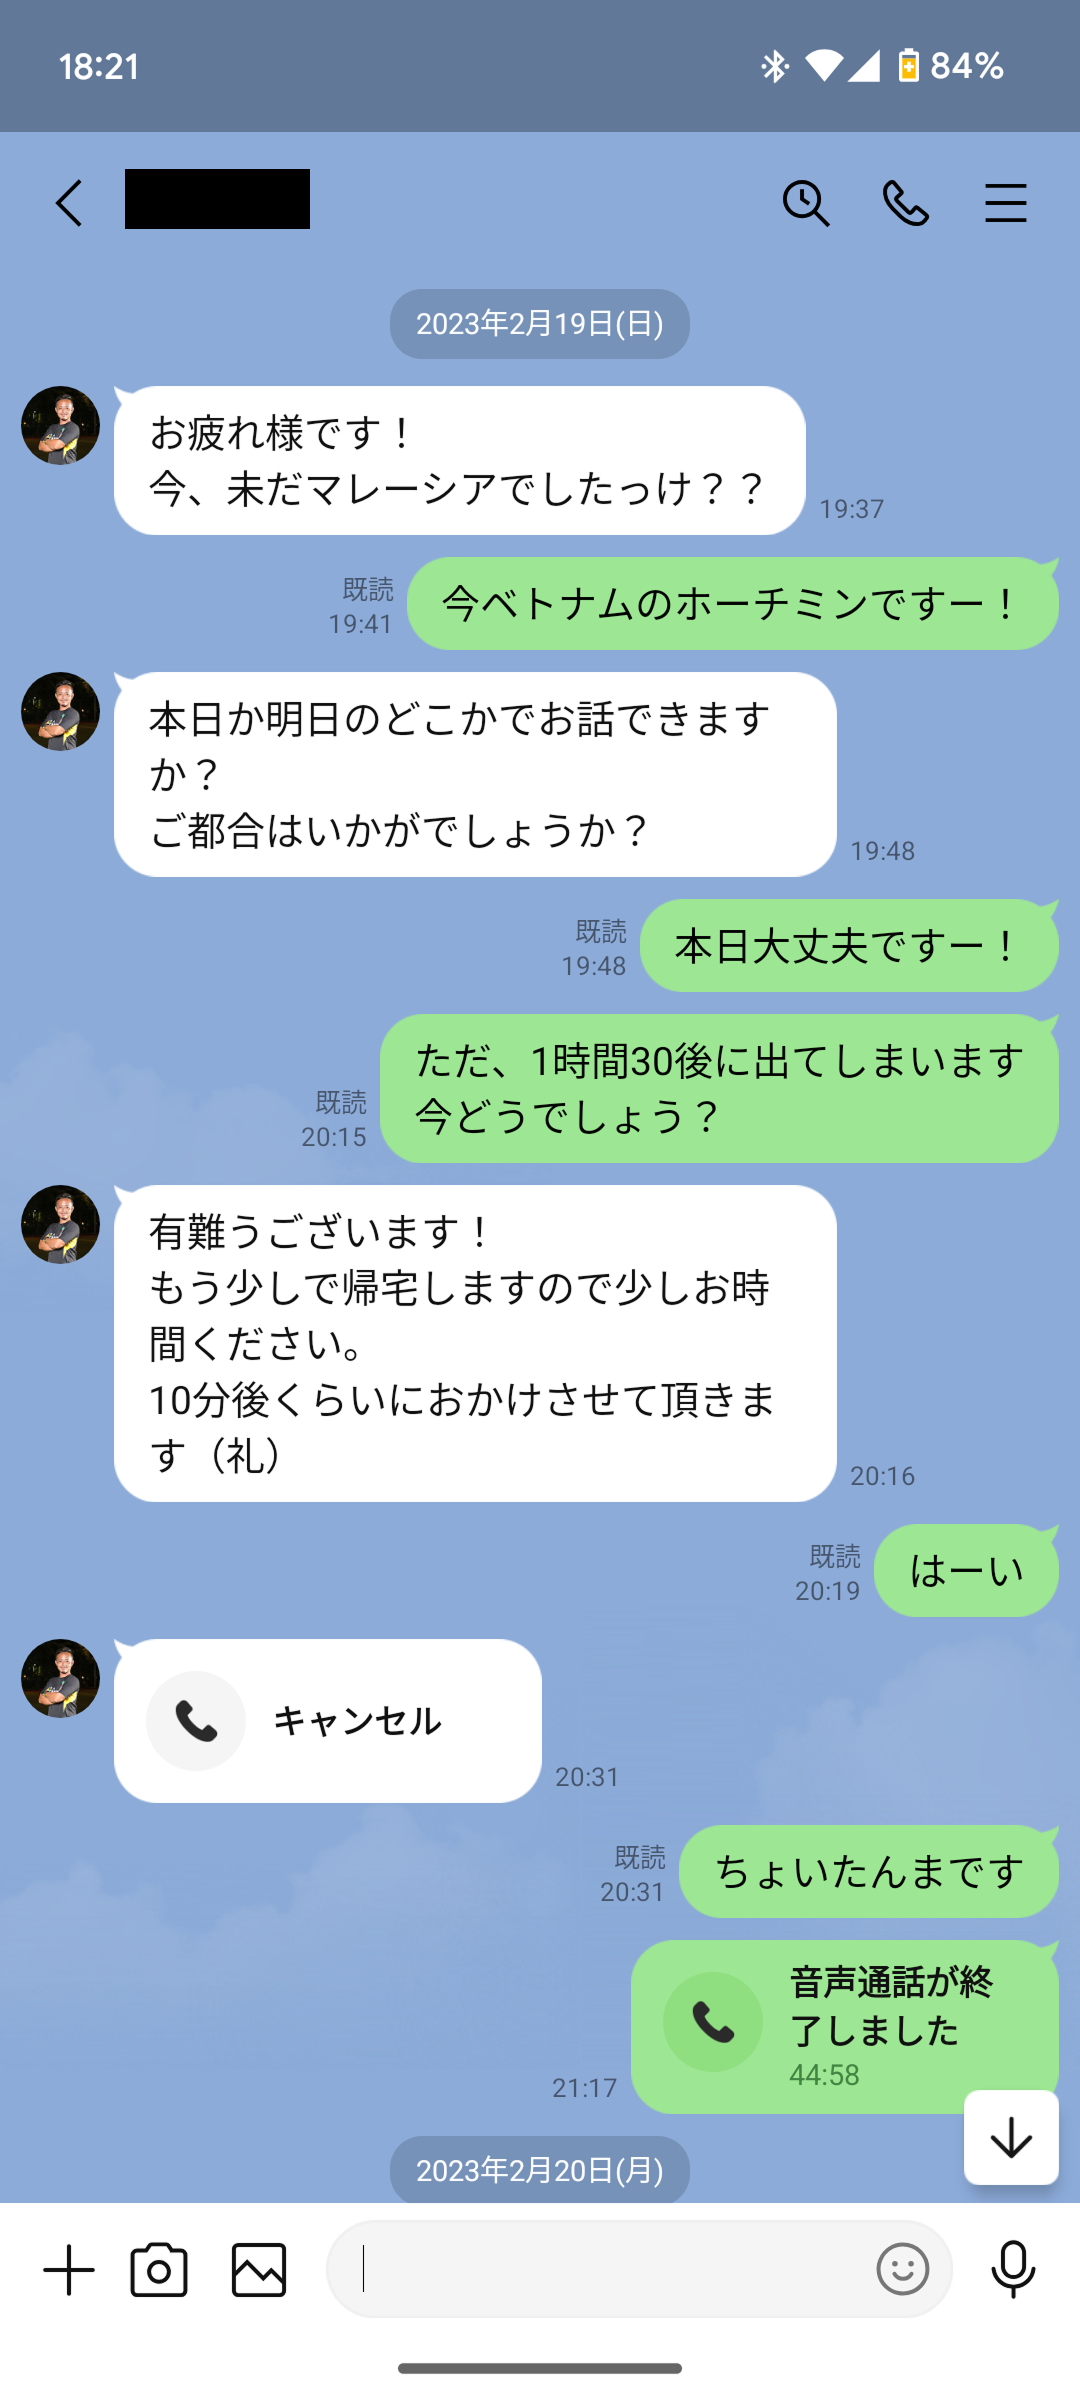 18:21
84%
2023年2月19日(日)
お疲れ様です！
今、未だマレーシアでしたっけ？？
19:37
既読
19:41
今ベトナムのホーチミンですー！
本日か明日のどこかでお話できます
か？
ご都合はいかがでしょうか？
19:48
既読
19:48
本日大丈夫ですー！
ただ、1時間30後に出てしまいます
今どうでしょう？
既読
20:15
有難うございます！
もう少しで帰宅しますので少しお時
間ください。
10分後くらいにおかけさせて頂きま
す（礼）
20:16
既読
20:19
はーい
キャンセル
20:31
既読
20:31
ちょいたんまです
音声通話が終
了しました
44:58
21:17
2023年2月20日(月)